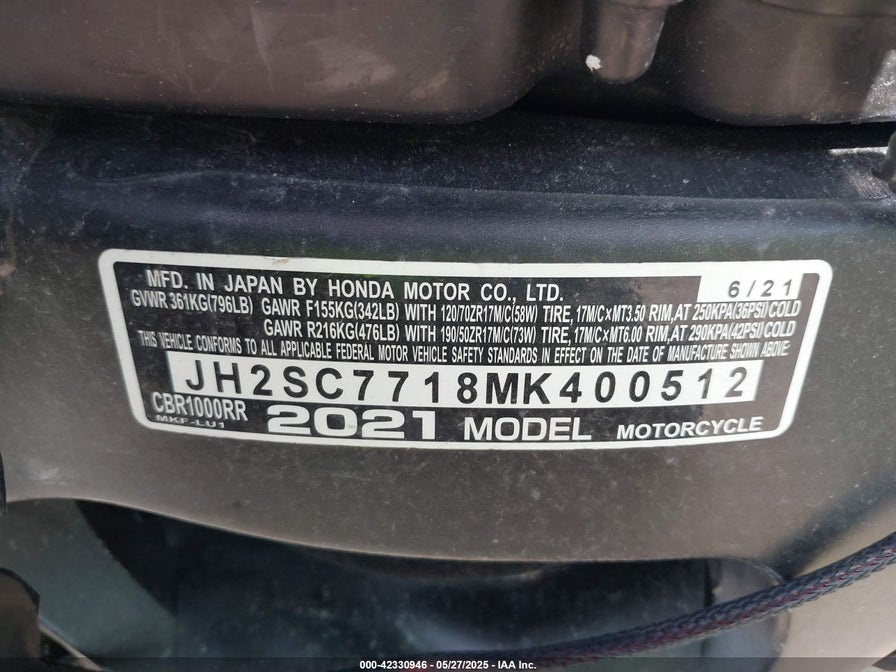 MFD. IN JAPAN BY HONDA MOTOR CO., LTD. 6/21
GVWR 361KG(796LB) GAWR F155KG(342LB) WITH 120/70ZR17M/C(58W) TIRE, 17M/C×MT3.50 RIM, AT 250KPA(36PSI) COLD
GAWR R216KG(476LB) WITH 190/50ZR17M/C(73W) TIRE, 17M/C×MT6.00 RIM, AT 290KPA(42PSI) COLD
THIS VEHICLE CONFORMS TO ALL APPLICABLE FEDERAL MOTOR VEHICLE SAFETY STANDARDS IN EFFECT ON THE DATE OF MANUFACTURE SHOWN ABOVE.
JH2SC7718MK400512
CBR1000RR 2021 MODEL MOTORCYCLE
MKF-LU1
000-42330946 - 05/27/2025 - IAA Inc.